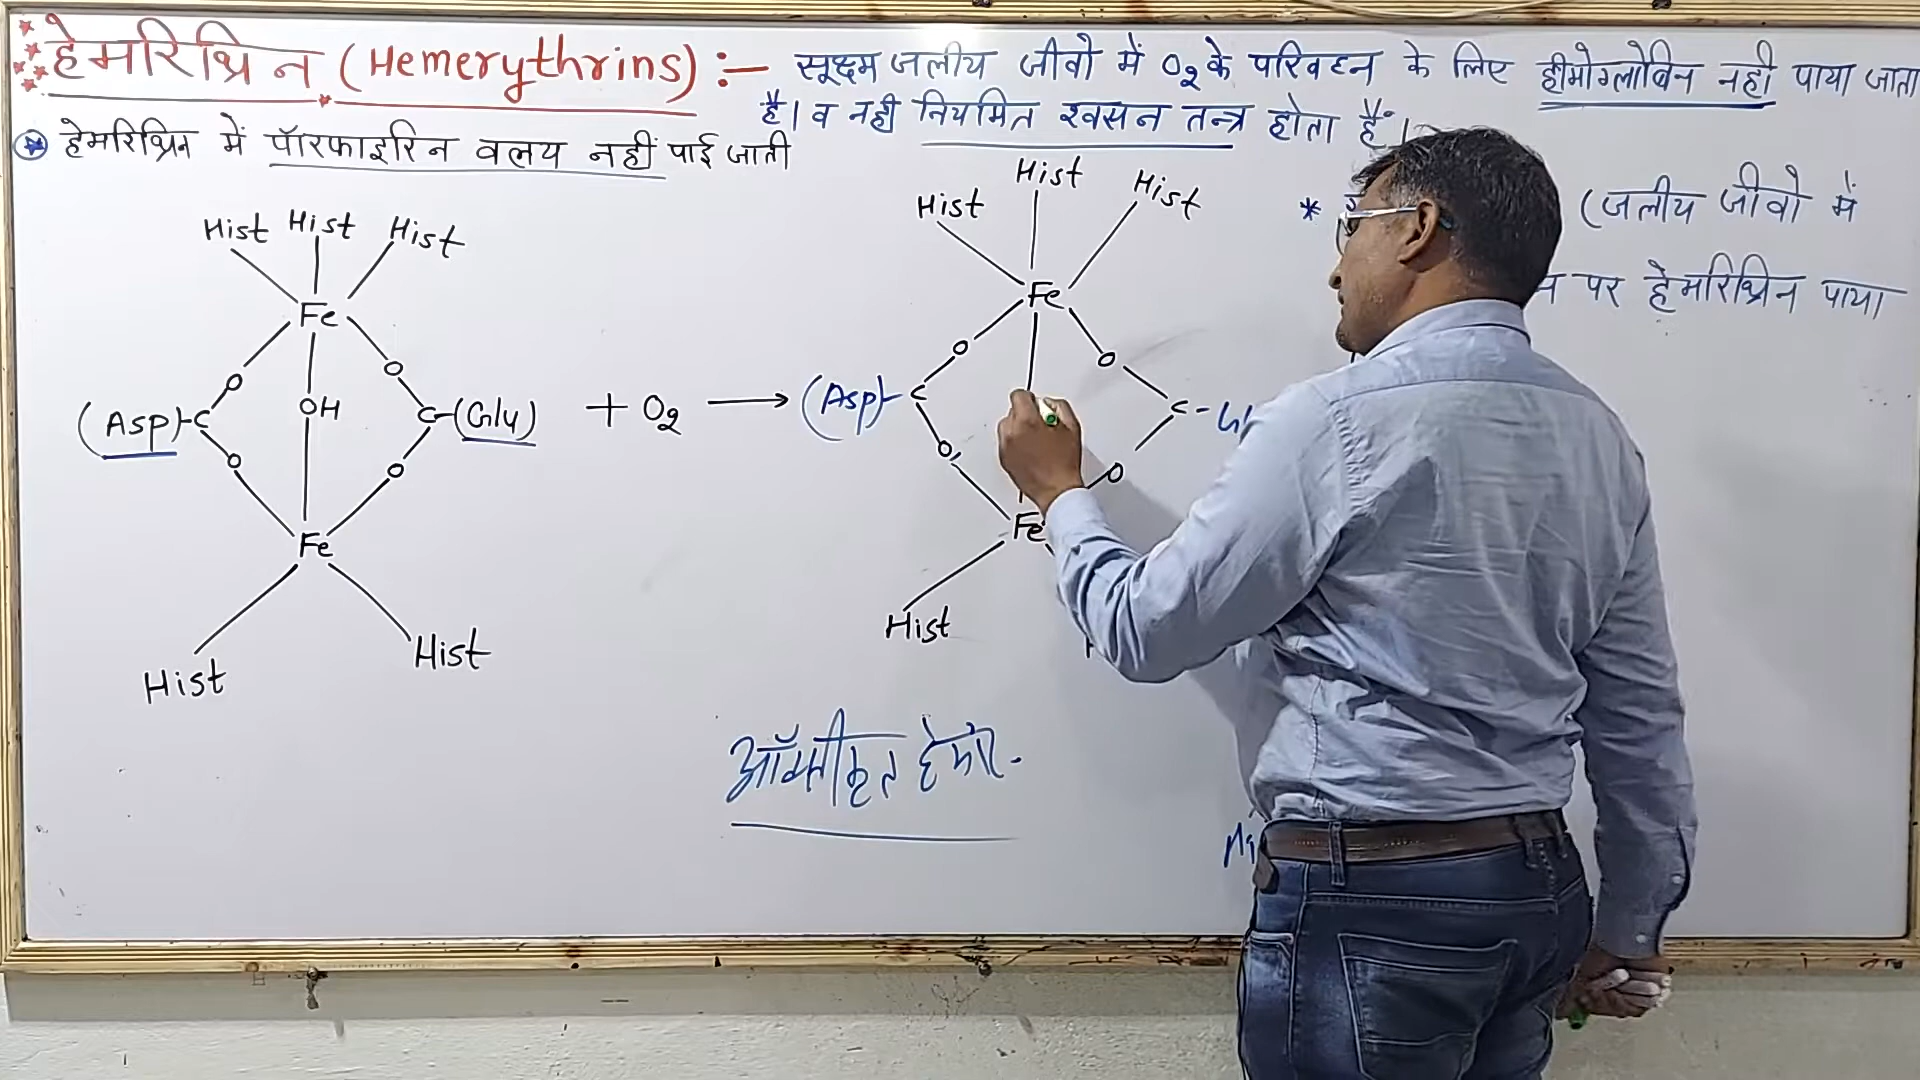 हेमरिथ्रिन (Hemerythrins) :— सूक्ष्म जलीय जीवो में O2 के परिवहन के लिए हीमोग्लोबिन नही पाया जाता
है। व नही नियमित श्वसन तन्त्र होता है।
हेमरिथ्रिन में पॉरफाइरिन वलय नहीं पाई जाती
* (जलीय जीवो में
पर हेमरिथ्रिन पाया
Hist Hist Hist
Fe
O O
(Asp)-C OH C-(Glu)
O O
Fe
Hist Hist
+ O2 →
Hist Hist Hist
Fe
O O
(Asp)-C C-
O O
Fe
Hist
ऑक्सीकृत